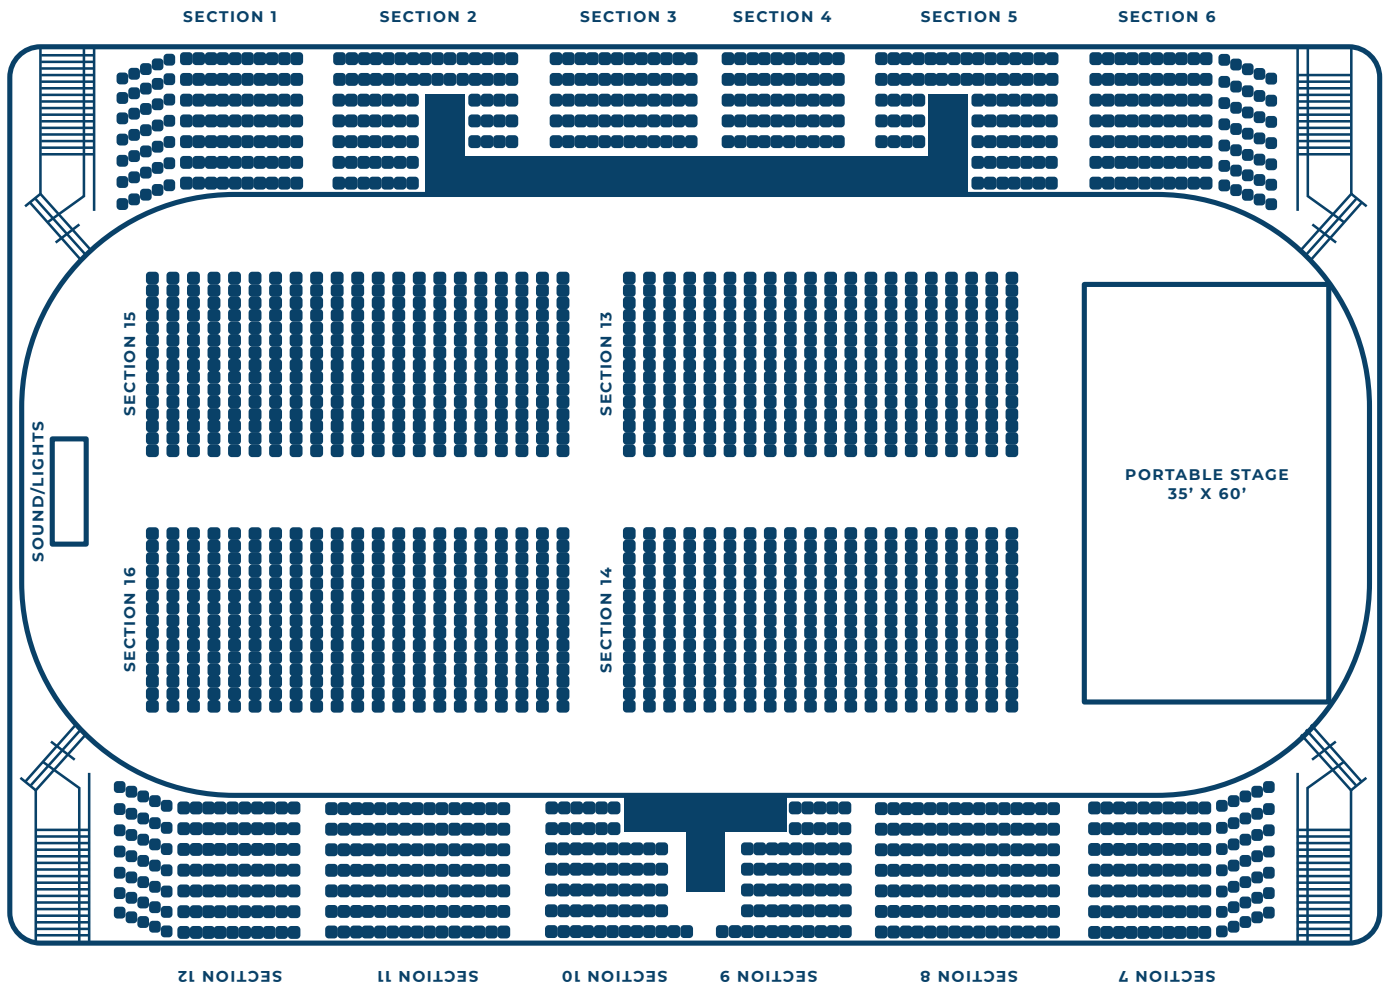 SECTION 1
SECTION 2
SECTION 3
SECTION 4
SECTION 5
SECTION 6
SECTION 15
SECTION 13
SOUND/LIGHTS
PORTABLE STAGE
35’ X 60’
SECTION 16
SECTION 14
SECTION 12
SECTION 11
SECTION 10
SECTION 9
SECTION 8
SECTION 7